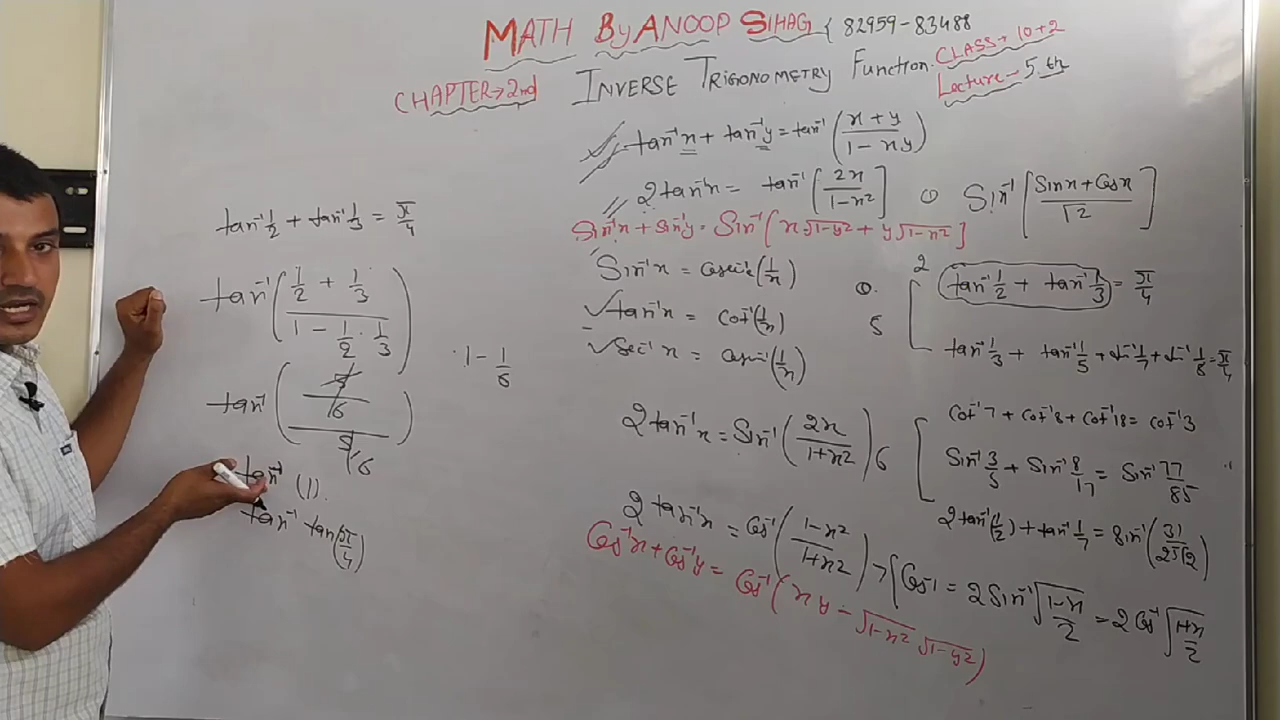 MATH By ANOOP SIHAG { 82959-83488
CLASS→ 10+2
CHAPTER→2nd INVERSE TRIGONOMETRY Function.
Lecture - 5th
tan⁻¹x + tan⁻¹y = tan⁻¹(x+y / 1-xy)
2tan⁻¹x = tan⁻¹[2x / 1-x²]
Sin⁻¹[Sinx+Cosx / √2]
Sin⁻¹x + Sin⁻¹y = Sin⁻¹[x√1-y² + y√1-x²]
Sin⁻¹x = Cosec⁻¹(1/x)
tan⁻¹x = Cot⁻¹(1/x)
Sec⁻¹x = Cos⁻¹(1/x)
2tan⁻¹x = Sin⁻¹(2x / 1+x²)
2tan⁻¹x = Cos⁻¹(1-x² / 1+x²) → [Cos⁻¹ = 2Sin⁻¹√1-x/2 = 2Cos⁻¹√1+x/2
Cos⁻¹x + Cos⁻¹y = Cos⁻¹(xy - √1-x² √1-y²)
tan⁻¹1/2 + tan⁻¹1/3 = π/4
tan⁻¹(1/2 + 1/3 / 1 - 1/2 . 1/3)
1 - 1/6
tan⁻¹(5/6 / 5/6)
tan⁻¹ (1).
tan⁻¹ tan(π/4)
2 tan⁻¹1/2 + tan⁻¹1/3 = π/4
5 tan⁻¹1/3 + tan⁻¹1/5 + tan⁻¹1/7 + tan⁻¹1/8 = π/4
Cot⁻¹7 + Cot⁻¹8 + Cot⁻¹18 = Cot⁻¹3
6 Sin⁻¹3/5 + Sin⁻¹8/17 = Sin⁻¹77/85
2tan⁻¹(1/2) + tan⁻¹1/7 = Sin⁻¹(31/25√2)